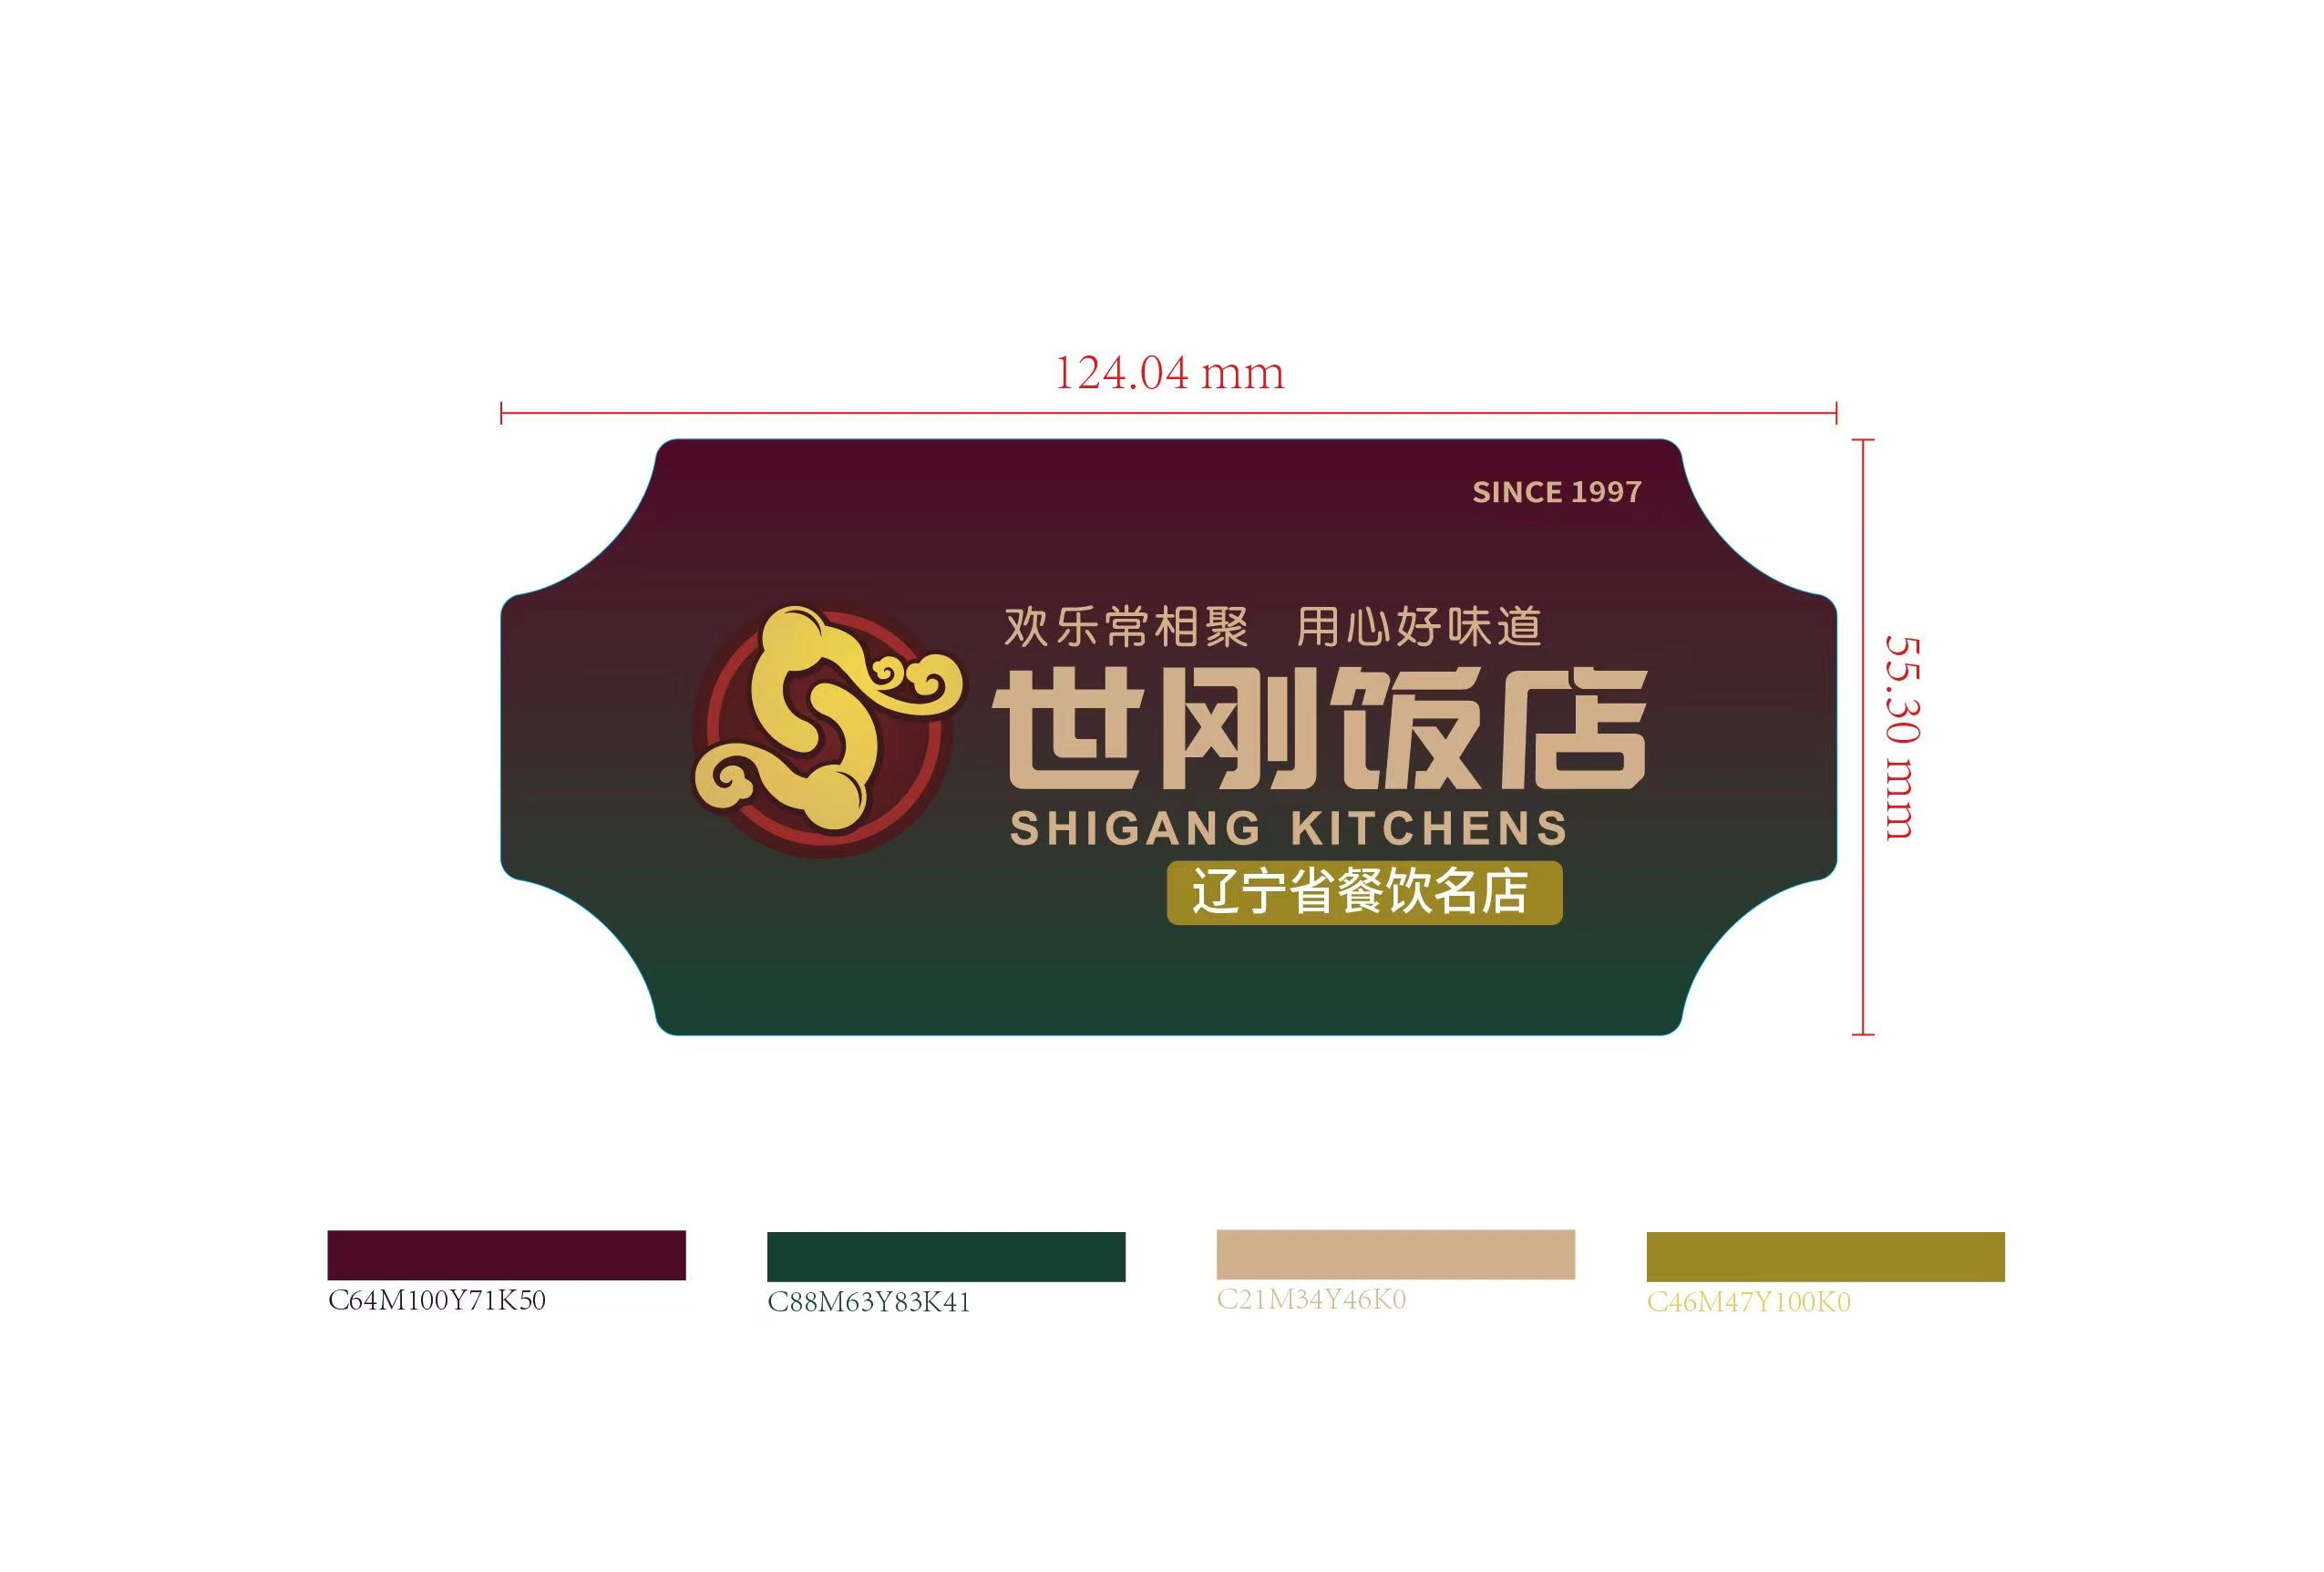 124.04 mm
SINCE 1997
欢乐常相聚 用心好味道
世刚饭店
SHIGANG KITCHENS
辽宁省餐饮名店
55.30 mm
C64M100Y71K50
C88M63Y83K41
C21M34Y46K0
C46M47Y100K0